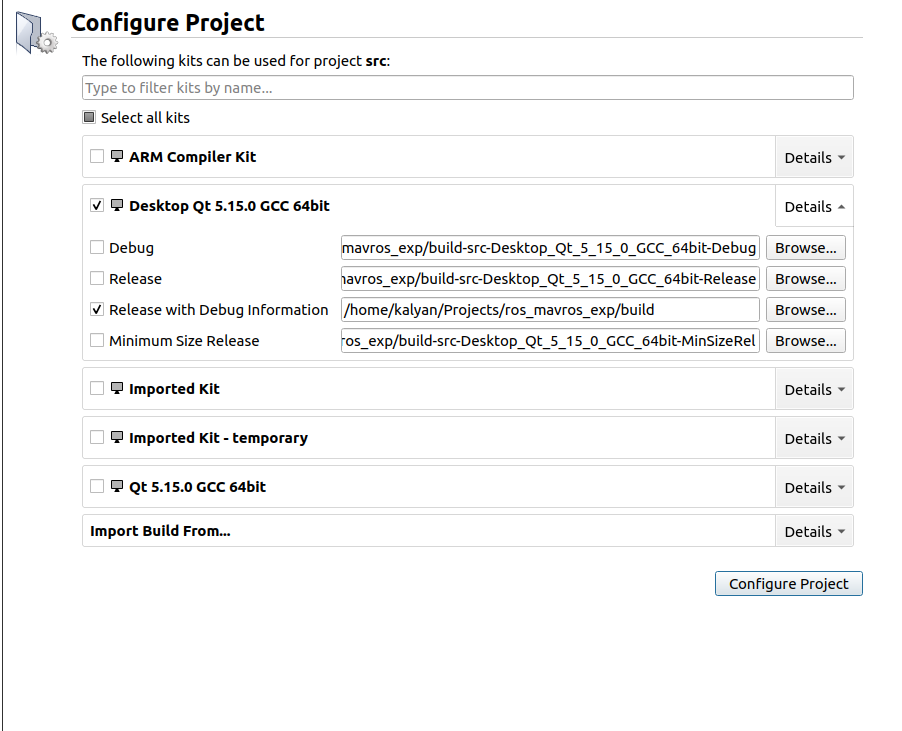 Configure Project
The following kits can be used for project src:
Type to filter kits by name...
Select all kits
ARM Compiler Kit Details
Desktop Qt 5.15.0 GCC 64bit Details
Debug mavros_exp/build-src-Desktop_Qt_5_15_0_GCC_64bit-Debug Browse...
Release mavros_exp/build-src-Desktop_Qt_5_15_0_GCC_64bit-Release Browse...
Release with Debug Information /home/kalyan/Projects/ros_mavros_exp/build Browse...
Minimum Size Release ros_exp/build-src-Desktop_Qt_5_15_0_GCC_64bit-MinSizeRel Browse...
Imported Kit Details
Imported Kit - temporary Details
Qt 5.15.0 GCC 64bit Details
Import Build From... Details
Configure Project